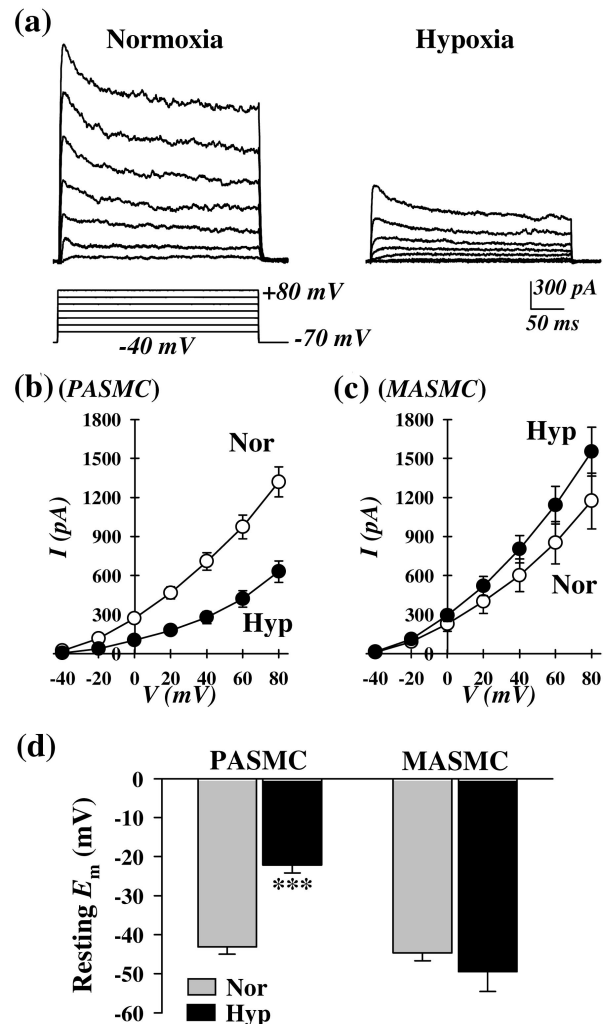 (a)
Normoxia
Hypoxia
+80 mV
-40 mV
-70 mV
300 pA
50 ms
(b) (PASMC)
1800
1500
1200
900
600
300
0
I (pA)
Nor
Hyp
-40 -20 0 20 40 60 80
V (mV)
(c) (MASMC)
1800
1500
1200
900
600
300
0
I (pA)
Hyp
Nor
-40 -20 0 20 40 60 80
V (mV)
(d)
PASMC
MASMC
0
-10
-20
-30
-40
-50
-60
Resting Em (mV)
***
Nor
Hyp